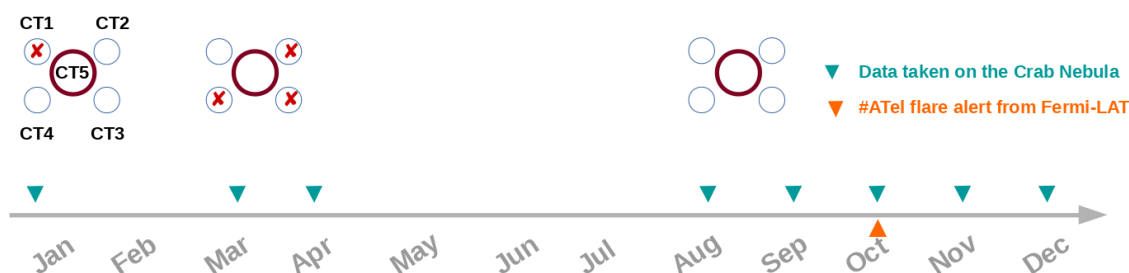 CT1 CT2
CT5
CT4 CT3
Data taken on the Crab Nebula
#ATel flare alert from Fermi-LAT
Jan Feb Mar Apr May Jun Jul Aug Sep Oct Nov Dec